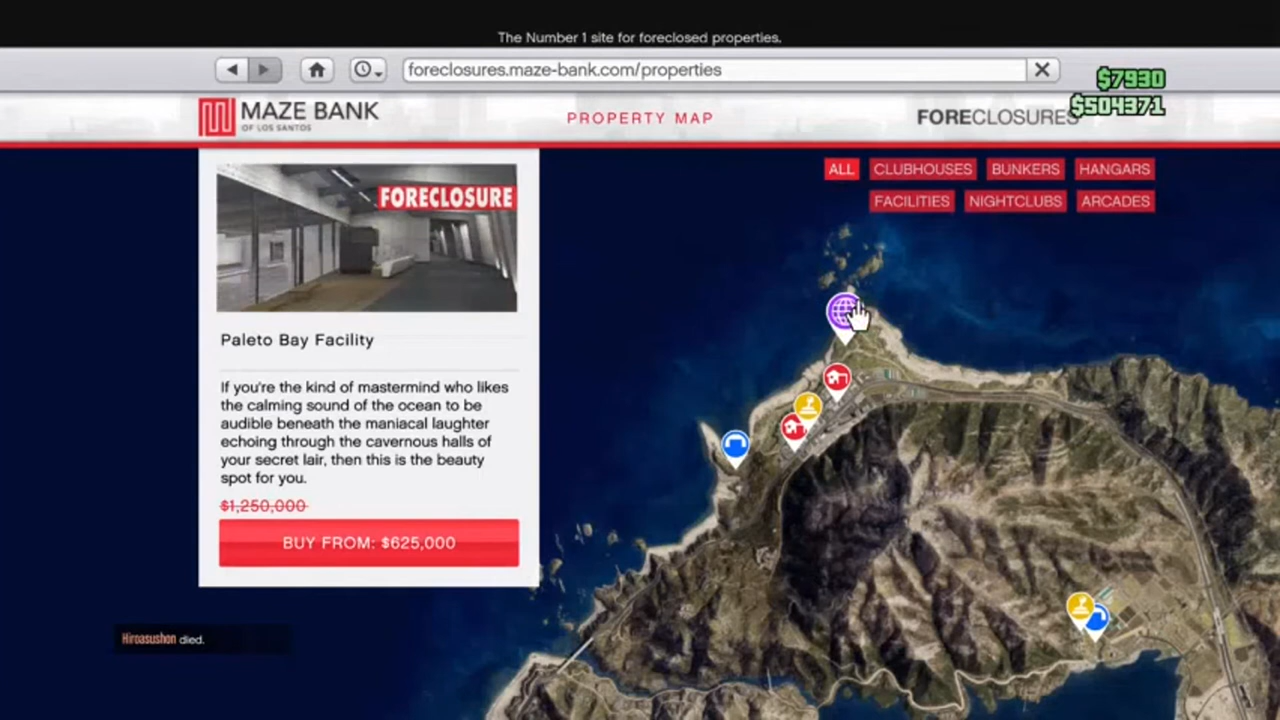 The Number 1 site for foreclosed properties.
foreclosures.maze-bank.com/properties
$7930
$504371
MAZE BANK
OF LOS SANTOS
PROPERTY MAP
FORECLOSURES
ALL
CLUBHOUSES
BUNKERS
HANGARS
FACILITIES
NIGHTCLUBS
ARCADES
FORECLOSURE
Paleto Bay Facility
If you're the kind of mastermind who likes
the calming sound of the ocean to be
audible beneath the maniacal laughter
echoing through the cavernous halls of
your secret lair, then this is the beauty
spot for you.
$1,250,000
BUY FROM: $625,000
Hiroasushon died.